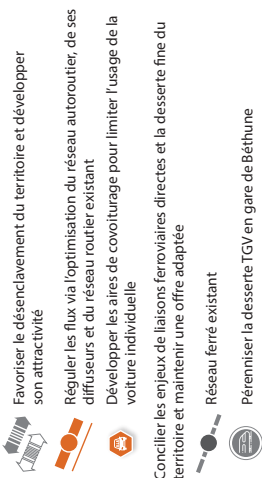 Favoriser le désenclavement du territoire et développer
son attractivité
Réguler les flux via l'optimisation du réseau autoroutier, de ses
diffuseurs et du réseau routier existant
Développer les aires de covoiturage pour limiter l'usage de la
voiture individuelle
Concilier les enjeux de liaisons ferroviaires directes et la desserte fine du
territoire et maintenir une offre adaptée
Réseau ferré existant
Pérenniser la desserte TGV en gare de Béthune